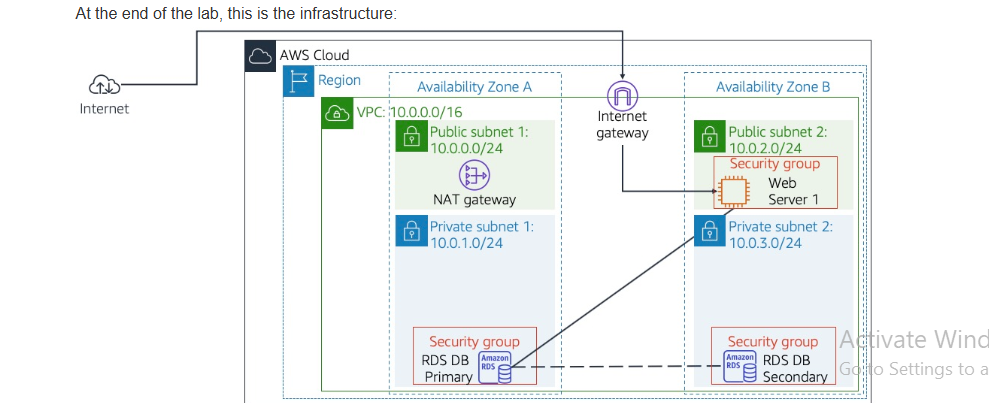 At the end of the lab, this is the infrastructure:
AWS Cloud
Region
Internet
Availability Zone A
Availability Zone B
VPC: 10.0.0.0/16
Internet
gateway
Public subnet 1:
10.0.0.0/24
NAT gateway
Public subnet 2:
10.0.2.0/24
Security group
Web
Server 1
Private subnet 1:
10.0.1.0/24
Private subnet 2:
10.0.3.0/24
Security group
RDS DB
Primary
Amazon
RDS
Security group
Amazon
RDS
RDS DB
Secondary
Activate Wind
Go to Settings to a